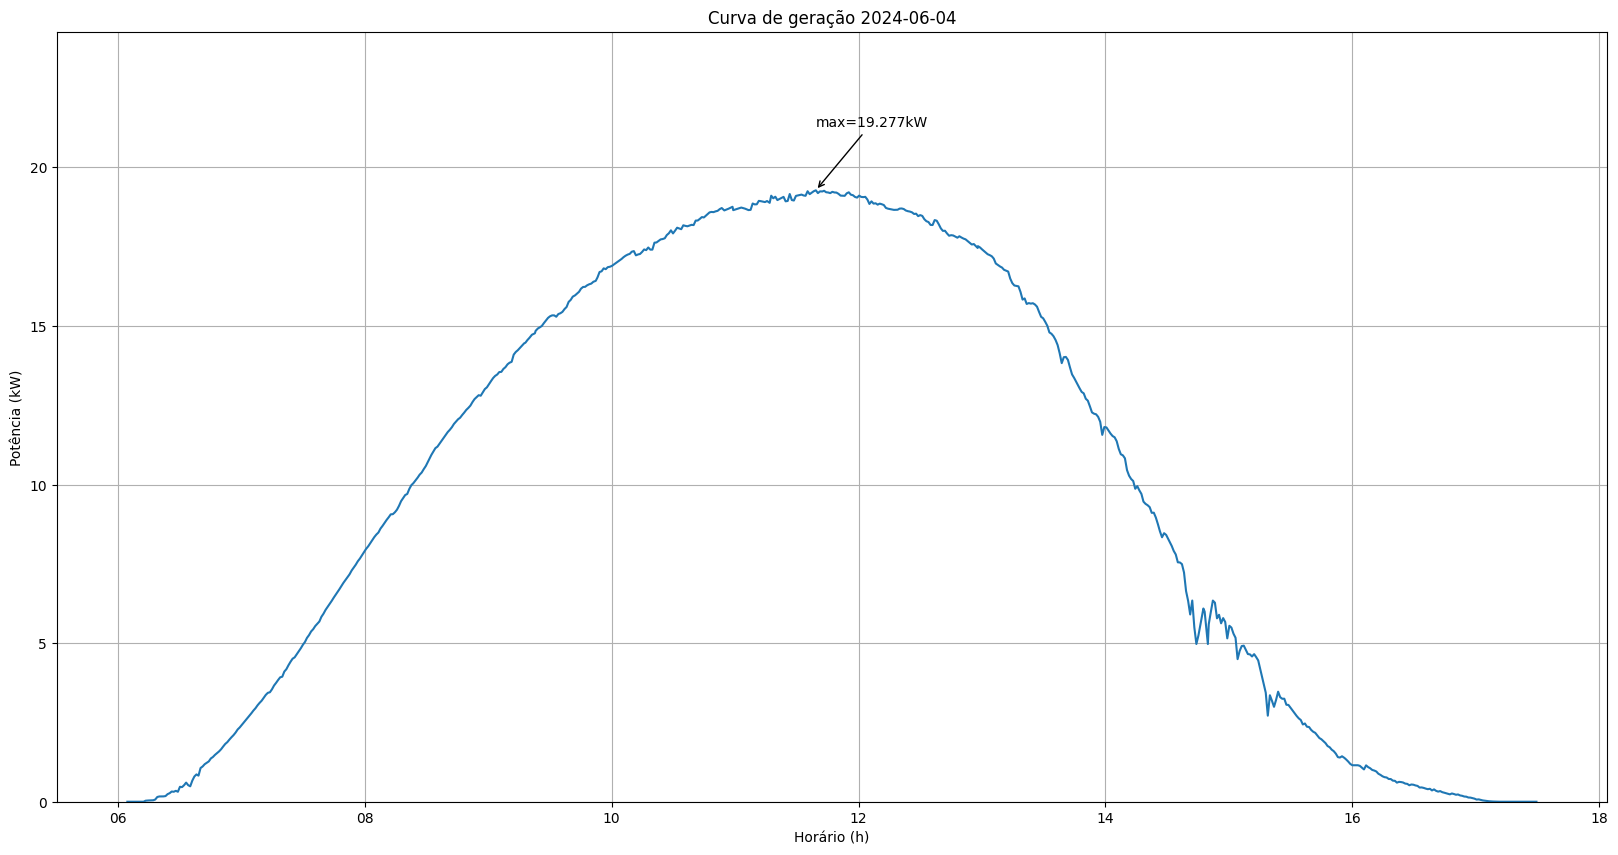 Curva de geração 2024-06-04
max=19.277kW
20
15
10
5
0
Potência (kW)
06 08 10 12 14 16 18
Horário (h)